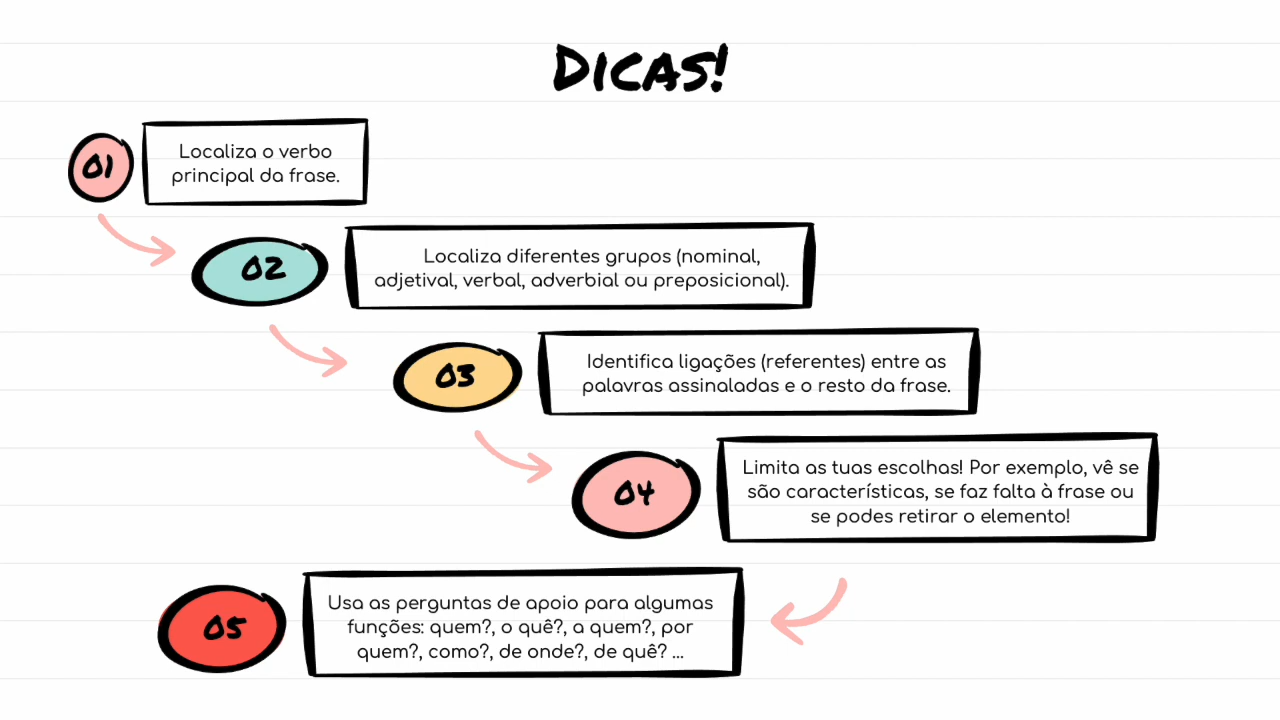 DICAS!
01
Localiza o verbo
principal da frase.
02
Localiza diferentes grupos (nominal,
adjetival, verbal, adverbial ou preposicional).
03
Identifica ligações (referentes) entre as
palavras assinaladas e o resto da frase.
04
Limita as tuas escolhas! Por exemplo, vê se
são características, se faz falta à frase ou
se podes retirar o elemento!
05
Usa as perguntas de apoio para algumas
funções: quem?, o quê?, a quem?, por
quem?, como?, de onde?, de quê? ...